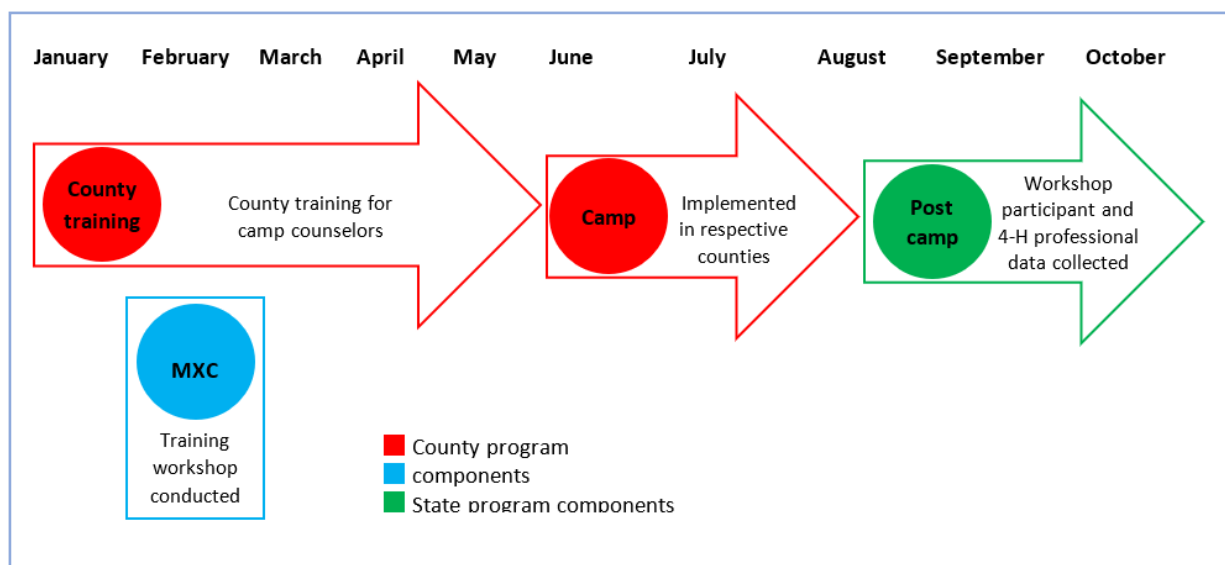 January February March April May June July August September October
County
training
County training for
camp counselors
Camp
Implemented
in respective
counties
Post
camp
Workshop
participant and
4-H professional
data collected
MXC
Training
workshop
conducted
County program
components
State program components